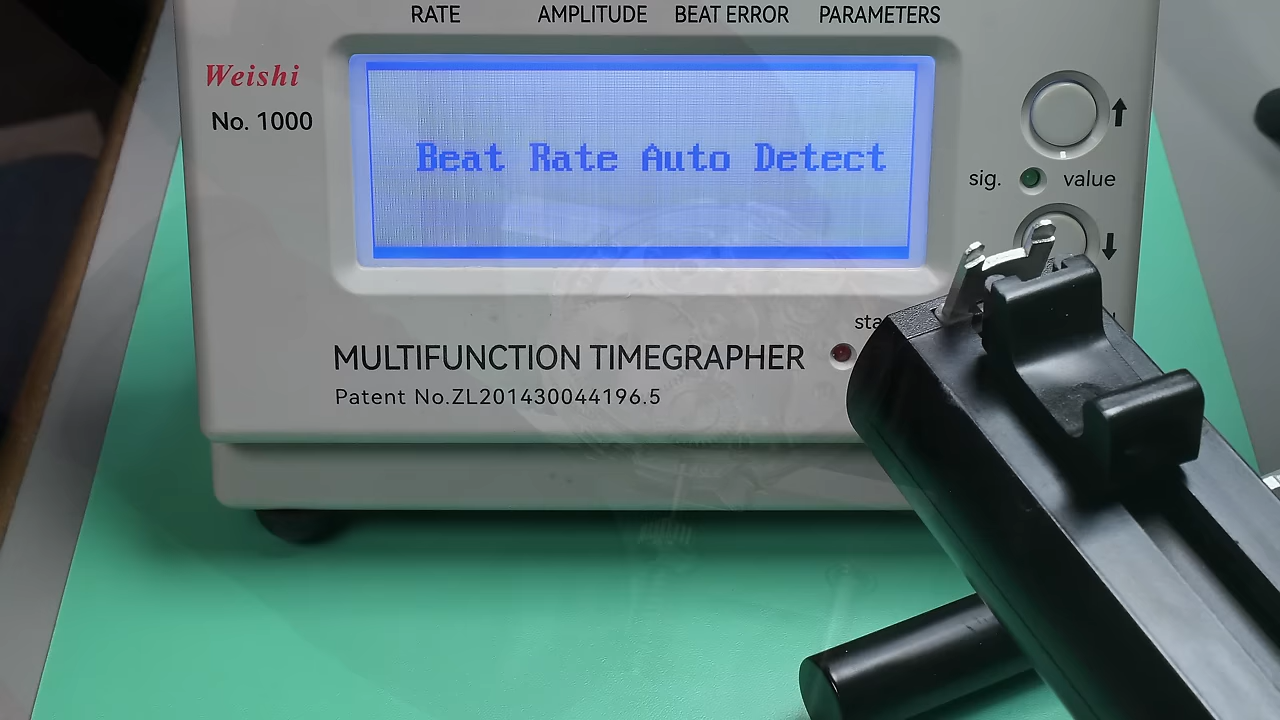 RATE AMPLITUDE BEAT ERROR PARAMETERS
Weishi
No. 1000
Beat Rate Auto Detect
sig. value
MULTIFUNCTION TIMEGRAPHER
Patent No.ZL201430044196.5